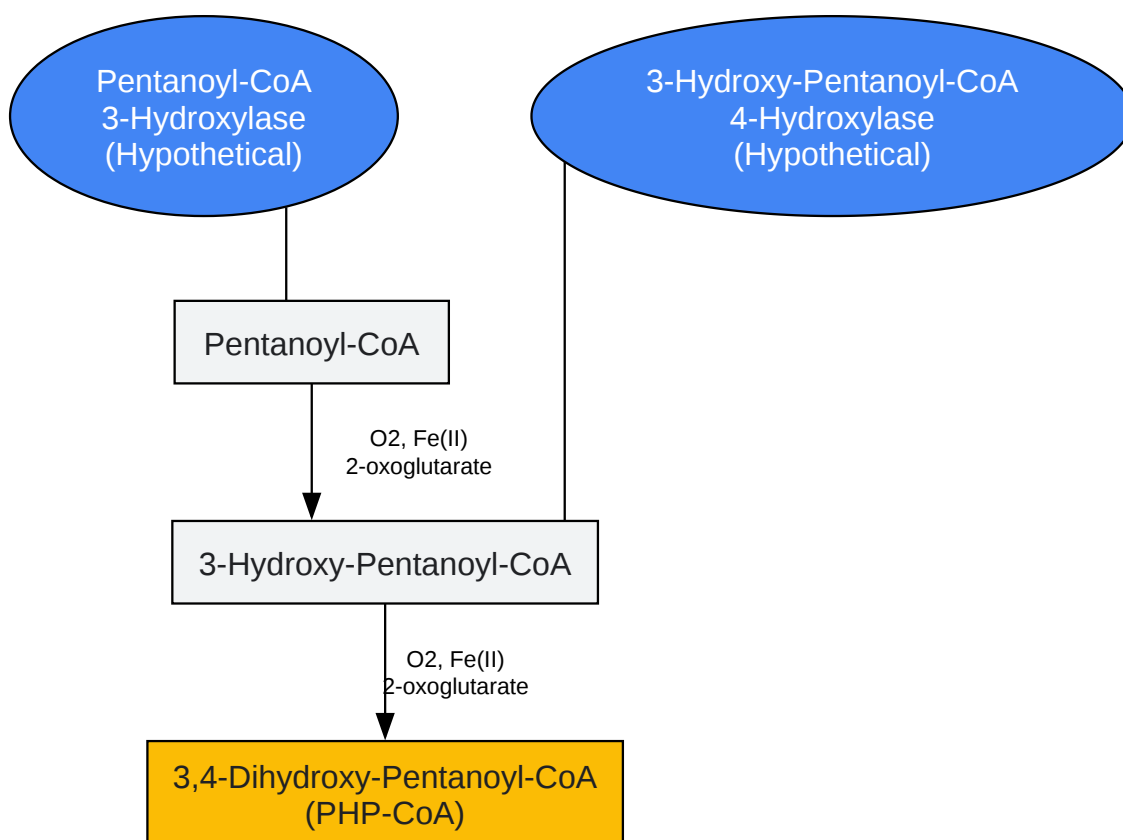 Pentanoyl-CoA
3-Hydroxylase
(Hypothetical)
3-Hydroxy-Pentanoyl-CoA
4-Hydroxylase
(Hypothetical)
Pentanoyl-CoA
O2, Fe(II)
2-oxoglutarate
3-Hydroxy-Pentanoyl-CoA
O2, Fe(II)
2-oxoglutarate
3,4-Dihydroxy-Pentanoyl-CoA
(PHP-CoA)